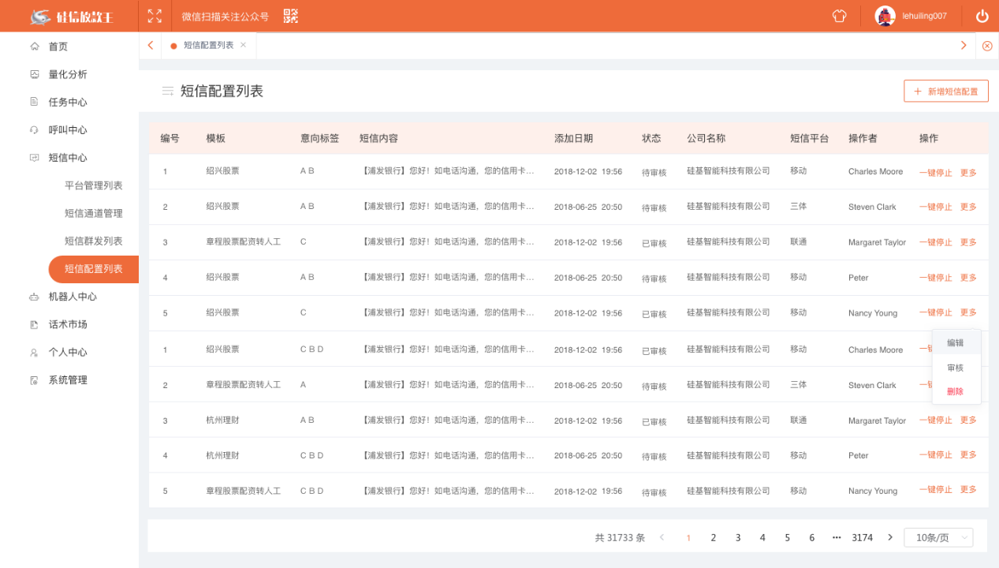 硅信放款王 微信扫描关注公众号 lehuiling007
首页
量化分析
任务中心
呼叫中心
短信中心
平台管理列表
短信通道管理
短信群发列表
短信配置列表
机器人中心
话术市场
个人中心
系统管理
短信配置列表
短信配置列表 新增短信配置
编号 模板 意向标签 短信内容 添加日期 状态 公司名称 短信平台 操作者 操作
1 绍兴股票 A B 【浦发银行】您好！如电话沟通，您的信用卡... 2018-12-02 19:56 待审核 硅基智能科技有限公司 移动 Charles Moore 一键停止 更多
2 绍兴股票 A B 【浦发银行】您好！如电话沟通，您的信用卡... 2018-06-25 20:50 待审核 硅基智能科技有限公司 三体 Steven Clark 一键停止 更多
3 章程股票配资转人工 C 【浦发银行】您好！如电话沟通，您的信用卡... 2018-12-02 19:56 已审核 硅基智能科技有限公司 联通 Margaret Taylor 一键停止 更多
4 绍兴股票 A B 【浦发银行】您好！如电话沟通，您的信用卡... 2018-06-25 20:50 待审核 硅基智能科技有限公司 移动 Peter 一键停止 更多
5 绍兴股票 C 【浦发银行】您好！如电话沟通，您的信用卡... 2018-12-02 19:56 已审核 硅基智能科技有限公司 移动 Nancy Young 一键停止 更多
1 绍兴股票 C B D 【浦发银行】您好！如电话沟通，您的信用卡... 2018-12-02 19:56 已审核 硅基智能科技有限公司 移动 Charles Moore 一
2 章程股票配资转人工 A 【浦发银行】您好！如电话沟通，您的信用卡... 2018-06-25 20:50 待审核 硅基智能科技有限公司 三体 Steven Clark 一
编辑
审核
删除
3 杭州理财 A B 【浦发银行】您好！如电话沟通，您的信用卡... 2018-12-02 19:56 已审核 硅基智能科技有限公司 联通 Margaret Taylor 一键停止 更多
4 杭州理财 C B D 【浦发银行】您好！如电话沟通，您的信用卡... 2018-06-25 20:50 待审核 硅基智能科技有限公司 移动 Peter 一键停止 更多
5 章程股票配资转人工 C B D 【浦发银行】您好！如电话沟通，您的信用卡... 2018-12-02 19:56 待审核 硅基智能科技有限公司 移动 Nancy Young 一键停止 更多
共 31733 条 1 2 3 4 5 6 ··· 3174 10条/页